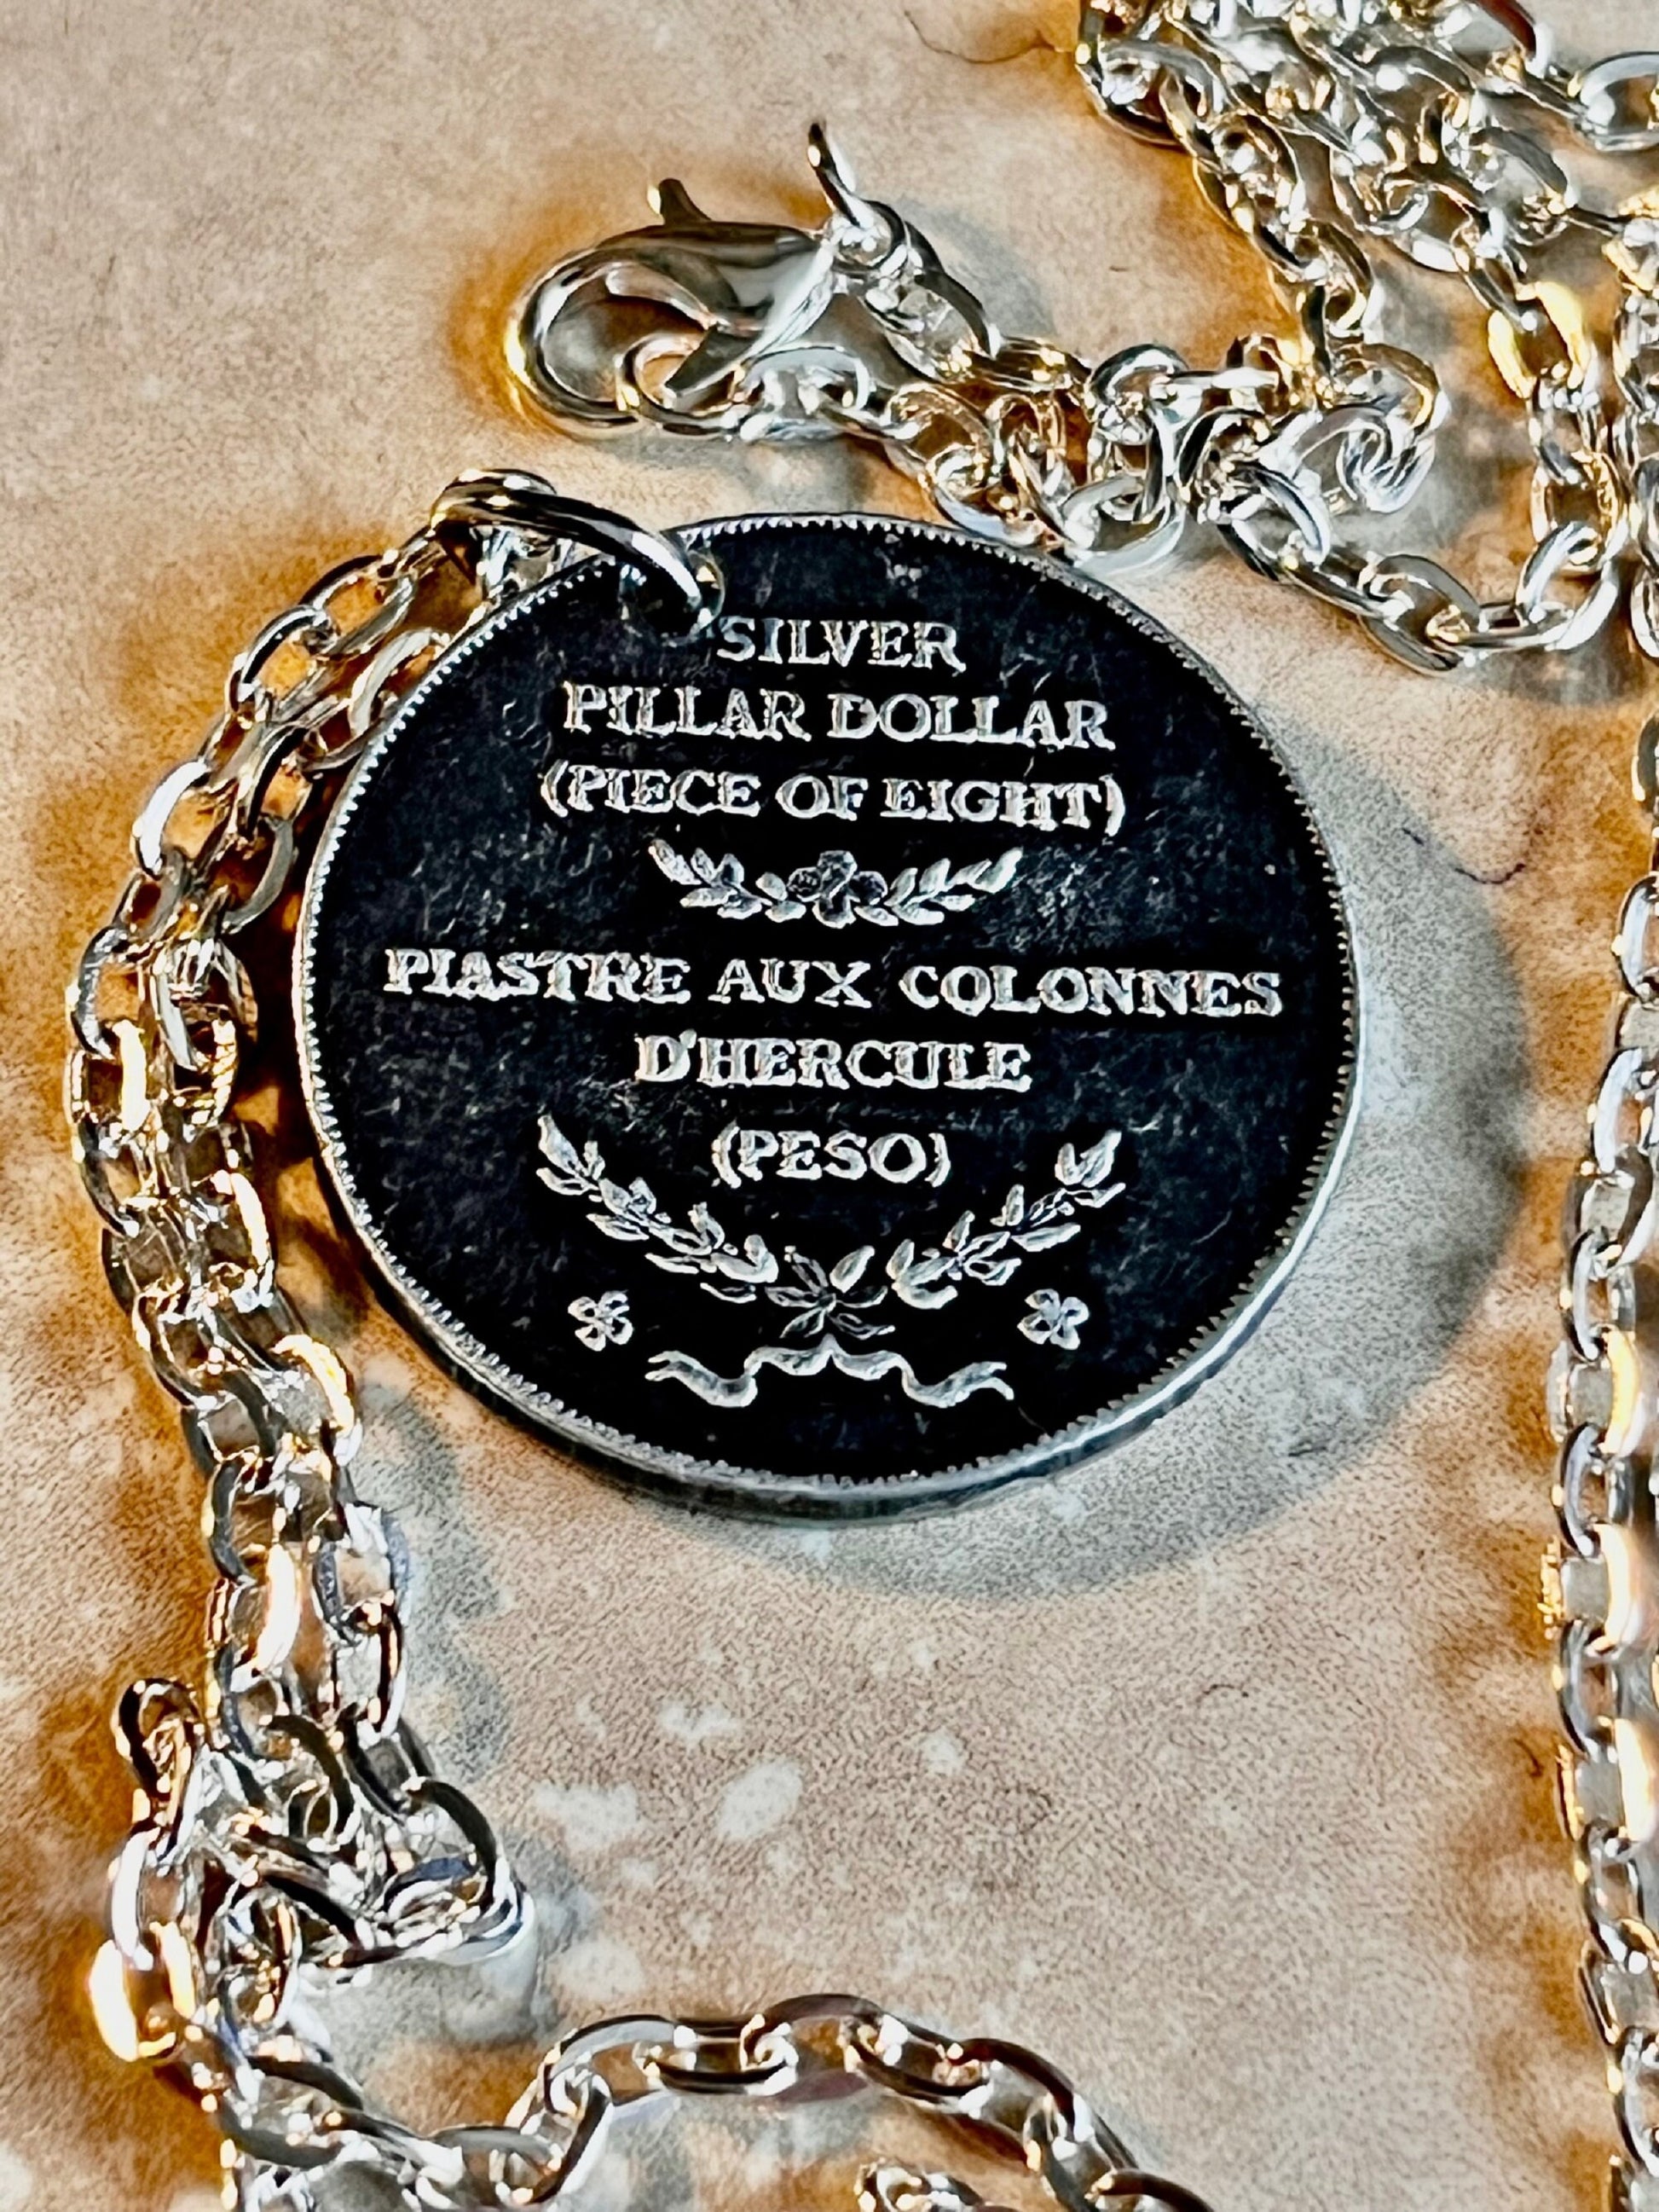 SILVER
PILLAR DOLLAR
(PIECE OF EIGHT)
PIASTRE AUX COLONNES
D'HERCULE
(PESO)